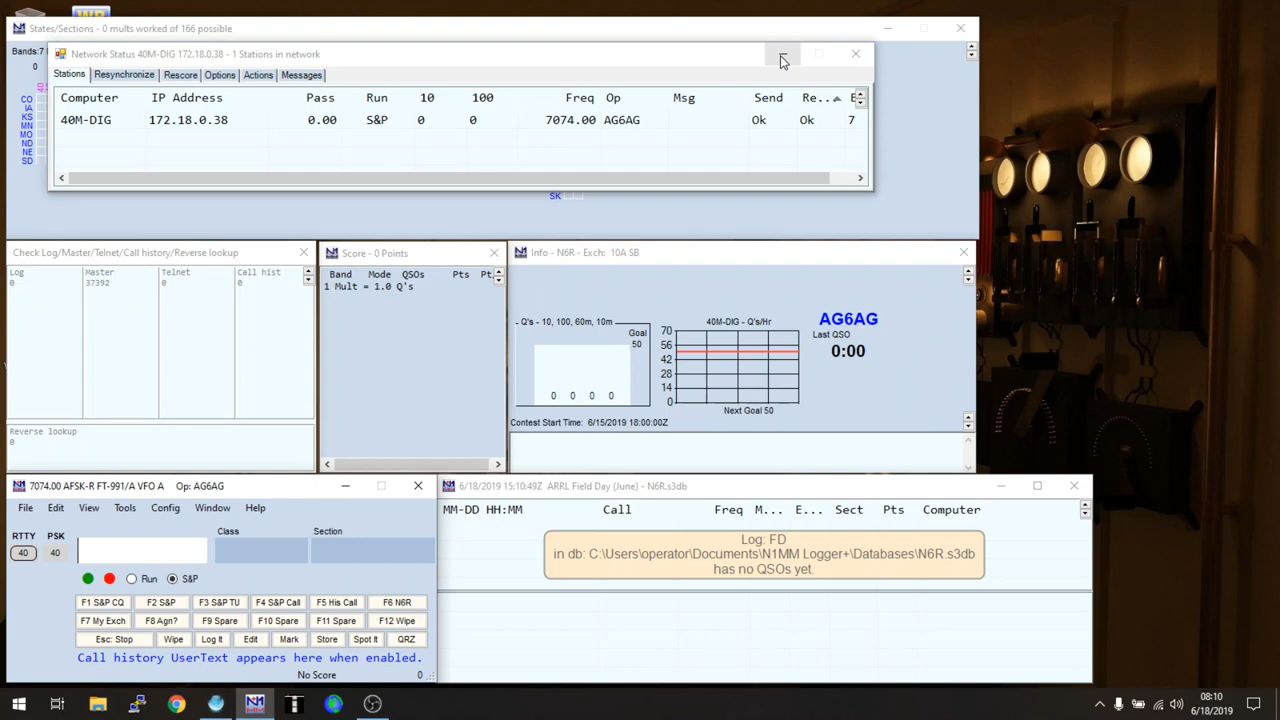 States/Sections - 0 mults worked of 166 possible
Bands:7
0
Network Status 40M-DIG 172.18.0.38 - 1 Stations in network
Stations Resynchronize Rescore Options Actions Messages
Computer IP Address Pass Run 10 100 Freq Op Msg Send Re..
40M-DIG 172.18.0.38 0.00 S&P 0 0 7074.00 AG6AG Ok Ok 7
CO
IA
KS
MN
MO
ND
NE
SD
SK
Check Log/Master/Telnet/Call history/Reverse lookup
Log Master Telnet Call hist
0 37392 0 0
Reverse lookup
0
Score - 0 Points
Band Mode QSOs Pts Pt
1 Mult = 1.0 Q's
Info - N6R - Exch: 10A SB
Q's - 10, 100, 60m, 10m
Goal
50
0 0 0 0
40M-DIG - Q's/Hr
70
56
42
28
14
0
Next Goal 50
AG6AG
Last QSO
0:00
Contest Start Time: 6/15/2019 18:00:00Z
7074.00 AFSK-R FT-991/A VFO A Op: AG6AG
File Edit View Tools Config Window Help
RTTY PSK Class Section
40 40
Run S&P
F1 S&P CQ F2 S&P F3 S&P TU F4 S&P Call F5 His Call F6 N6R
F7 My Exch F8 Agn? F9 Spare F10 Spare F11 Spare F12 Wipe
Esc: Stop Wipe Log It Edit Mark Store Spot It QRZ
Call history UserText appears here when enabled.
No Score 0
6/18/2019 15:10:49Z ARRL Field Day (June) - N6R.s3db
MM-DD HH:MM Call Freq M... E... Sect Pts Computer
Log: FD
in db: C:\Users\operator\Documents\N1MM Logger+\Databases\N6R.s3db
has no QSOs yet.
08:10
6/18/2019